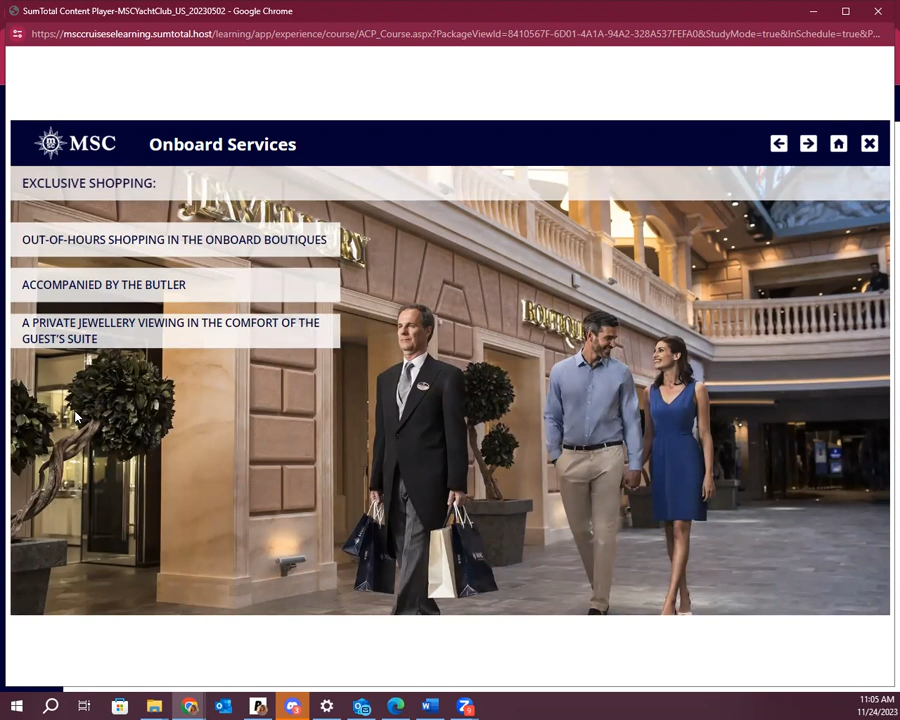 SumTotal Content Player-MSCYachtClub_US_20230502 - Google Chrome
https://msccruiseselearning.sumtotal.host/learning/app/experience/course/ACP_Course.aspx?PackageViewId=8410567F-6D01-4A1A-94A2-328A537FEFA0&StudyMode=true&InSchedule=true&P...
MSC
Onboard Services
EXCLUSIVE SHOPPING:
JEWELLERY
OUT-OF-HOURS SHOPPING IN THE ONBOARD BOUTIQUES
ACCOMPANIED BY THE BUTLER
A PRIVATE JEWELLERY VIEWING IN THE COMFORT OF THE
GUEST'S SUITE
11:05 AM
11/24/2023